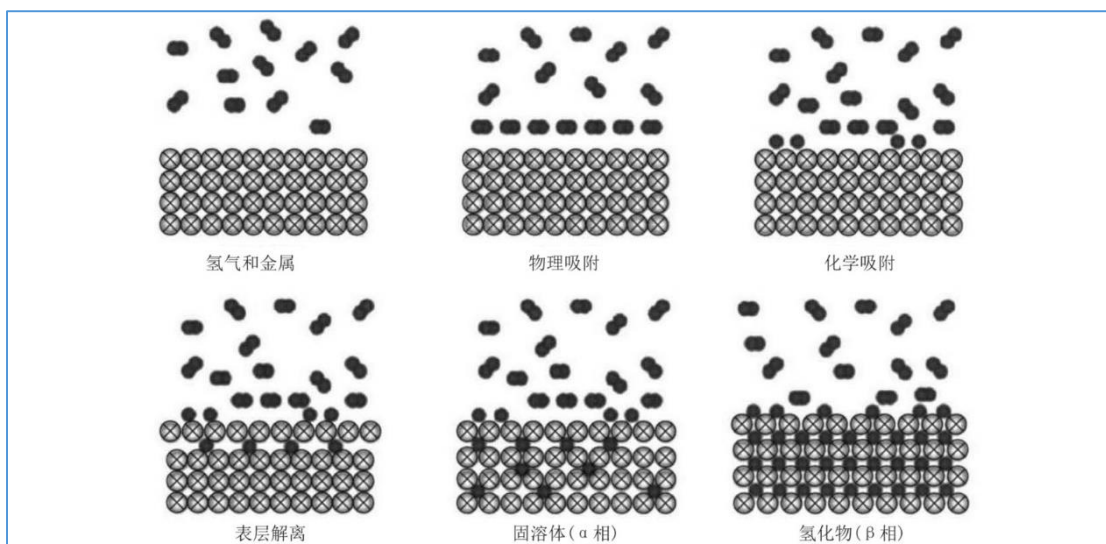 氢气和金属
物理吸附
化学吸附
表层解离
固溶体(α相)
氢化物(β相)